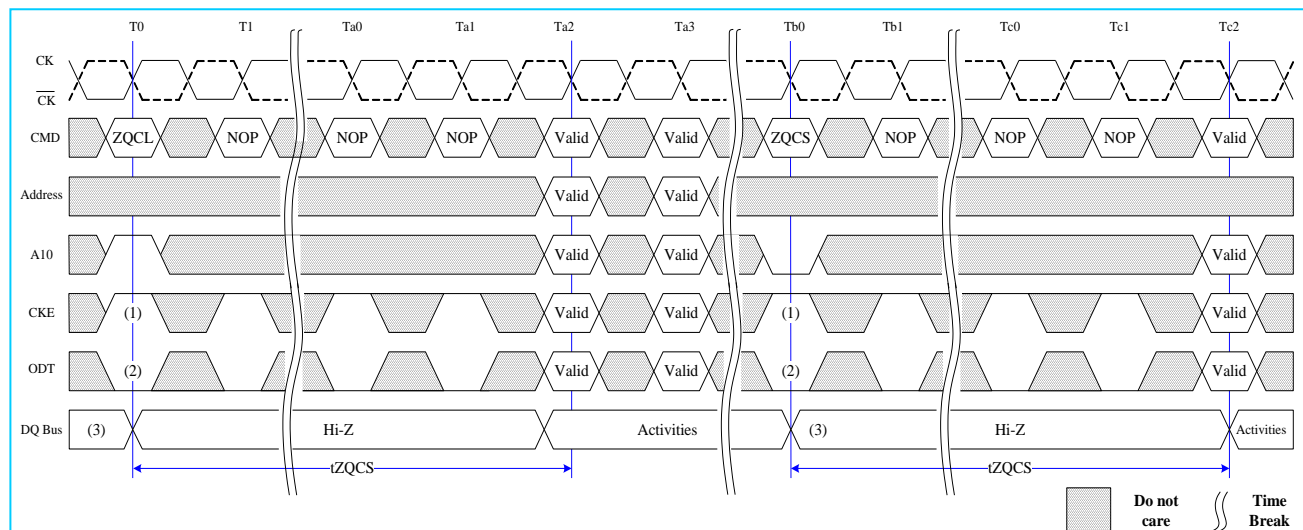 T0 T1 Ta0 Ta1 Ta2 Ta3 Tb0 Tb1 Tc0 Tc1 Tc2
CK
CK
CMD ZQCL NOP NOP NOP Valid Valid ZQCS NOP NOP NOP Valid
Address Valid Valid
A10 Valid Valid Valid
CKE (1) Valid Valid (1) Valid
ODT (2) Valid Valid (2) Valid
DQ Bus (3) Hi-Z Activities (3) Hi-Z Activities
tZQCS tZQCS
Do not care
Time Break